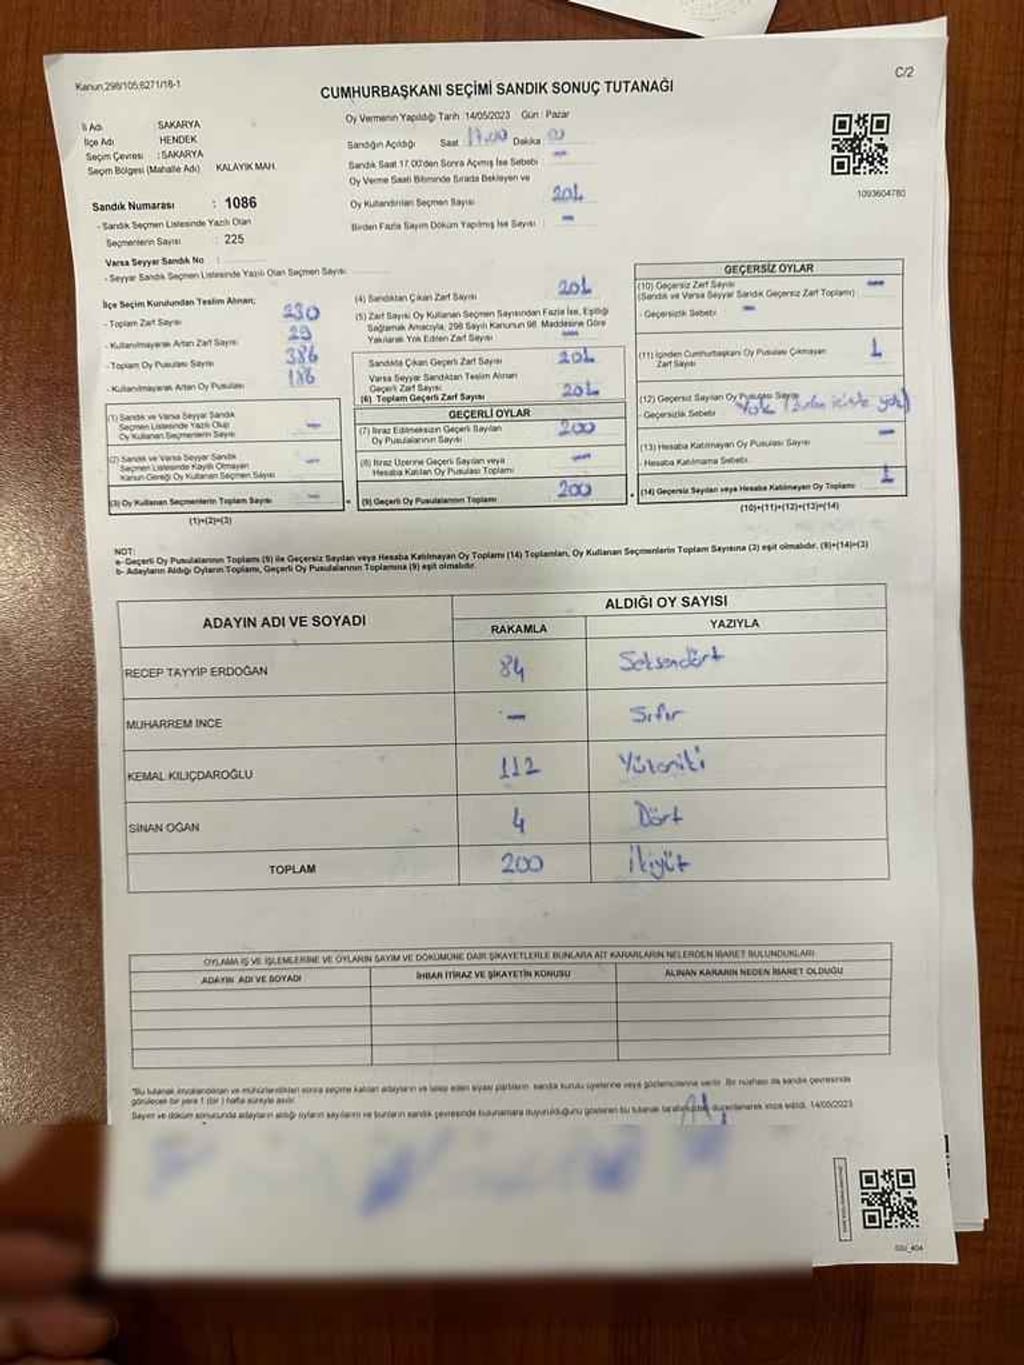 Kanun:298/105;6271/18-1
C/2
CUMHURBAŞKANI SEÇİMİ SANDIK SONUÇ TUTANAĞI
İl Adı SAKARYA
İlçe Adı HENDEK
Seçim Çevresi : SAKARYA
Seçim Bölgesi (Mahalle Adı) KALAYIK MAH.
Sandık Numarası : 1086
- Sandık Seçmen Listesinde Yazılı Olan
Seçmenlerin Sayısı : 225
Varsa Seyyar Sandık No :
- Seyyar Sandık Seçmen Listesinde Yazılı Olan Seçmen Sayısı:
Oy Vermenin Yapıldığı Tarih :14/05/2023 Gün : Pazar
Sandığın Açıldığı Saat 17.00 Dakika
Sandık Saat 17.00'den Sonra Açmış İse Sebebi : —
Oy Verme Saati Bitiminde Sırada Bekleyen ve
Oy Kullandırılan Seçmen Sayısı 201
Birden Fazla Sayım Döküm Yapılmış İse Sayısı : —
1093604780
İlçe Seçim Kurulundan Teslim Alınan;
- Toplam Zarf Sayısı 230
- Kullanılmayarak Artan Zarf Sayısı 29
- Toplam Oy Pusulası Sayısı 386
- Kullanılmayarak Artan Oy Pusulası 186
(1) Sandık ve Varsa Seyyar Sandık
Seçmen Listesinde Yazılı Olup
Oy Kullanan Seçmenlerin Sayısı —
(2) Sandık ve Varsa Seyyar Sandık
Seçmen Listesinde Kayıtlı Olmayan
Kanun Gereği Oy Kullanan Seçmen Sayısı —
(3) Oy Kullanan Seçmenlerin Toplam Sayısı —
(1)+(2)=(3)
(4) Sandıktan Çıkan Zarf Sayısı 201
(5) Zarf Sayısı Oy Kullanan Seçmen Sayısından Fazla İse, Eşitliği
Sağlamak Amacıyla, 298 Sayılı Kanunun 98. Maddesine Göre
Yakılarak Yok Edilen Zarf Sayısı —
Sandıkta Çıkan Geçerli Zarf Sayısı 201
Varsa Seyyar Sandıktan Teslim Alınan
Geçerli Zarf Sayısı
(6) Toplam Geçerli Zarf Sayısı 201
GEÇERLİ OYLAR
(7) İtiraz Edilmeksizin Geçerli Sayılan
Oy Pusulalarının Sayısı 200
(8) İtiraz Üzerine Geçerli Sayılan veya
Hesaba Katılan Oy Pusulası Toplamı —
(9) Geçerli Oy Pusulalarının Toplamı 200
GEÇERSİZ OYLAR
(10) Geçersiz Zarf Sayısı —
(Sandık ve Varsa Seyyar Sandık Geçersiz Zarf Toplamı)
- Geçersizlik Sebebi : —
(11) İçinden Cumhurbaşkanı Oy Pusulası Çıkmayan
Zarf Sayısı 1
(12) Geçersiz Sayılan Oy Pusulası Sayısı
- Geçersizlik Sebebi Yok
(13) Hesaba Katılmayan Oy Pusulası Sayısı —
- Hesaba Katılmama Sebebi:
(14) Geçersiz Sayılan veya Hesaba Katılmayan Oy Toplamı 1
(10)+(11)+(12)+(13)=(14)
NOT:
a- Geçerli Oy Pusulalarının Toplamı (9) ile Geçersiz Sayılan veya Hesaba Katılmayan Oy Toplamı (14) Toplamları, Oy Kullanan Seçmenlerin Toplam Sayısına (3) eşit olmalıdır. (9)+(14)=(3)
b- Adayların Aldığı Oyların Toplamı, Geçerli Oy Pusulalarının Toplamına (9) eşit olmalıdır.
ADAYIN ADI VE SOYADI ALDIĞI OY SAYISI
RAKAMLA YAZIYLA
RECEP TAYYİP ERDOĞAN 84 Seksendört
MUHARREM İNCE — Sıfır
KEMAL KILIÇDAROĞLU 112 Yüzoniki
SİNAN OĞAN 4 Dört
TOPLAM 200 İkiyüz
OYLAMA İŞ VE İŞLEMLERİNE VE OYLARIN SAYIM VE DÖKÜMÜNE DAİR ŞİKAYETLERLE BUNLARA AİT KARARLARIN NELERDEN İBARET BULUNDUKLARI
ADAYIN ADI VE SOYADI İHBAR İTİRAZ VE ŞİKAYETİN KONUSU ALINAN KARARIN NEDEN İBARET OLDUĞU
"Bu tutanak imzalandıktan ve mühürlendikten sonra seçime katılan adayların ve talep eden siyasi partilerin sandık kurulu üyelerine veya gözlemcilerine verilir. Bir nüshası da sandık çevresinde
görülecek bir yere 1 (bir) hafta süreyle asılır.
Sayım ve döküm sonucunda adayların aldığı oyların sayılarını ve bunların sandık çevresinde bulunanlara duyurulduğunu gösteren bu tutanak tarafımızdan düzenlenerek imza edildi. 14/05/2023